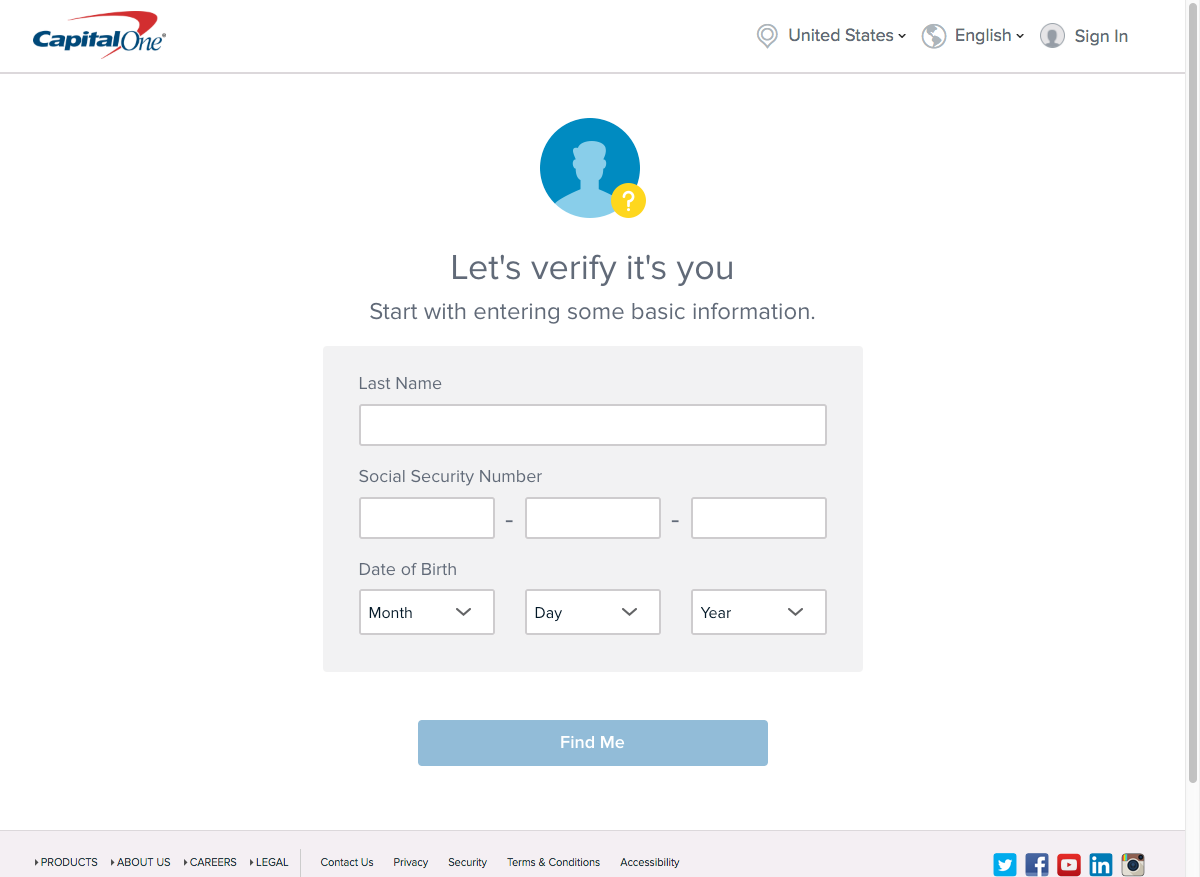 CapitalOne®
United States
English
Sign In
?
Let's verify it's you
Start with entering some basic information.
Last Name
Social Security Number
- -
Date of Birth
Month Day Year
Find Me
PRODUCTS ABOUT US CAREERS LEGAL Contact Us Privacy Security Terms & Conditions Accessibility